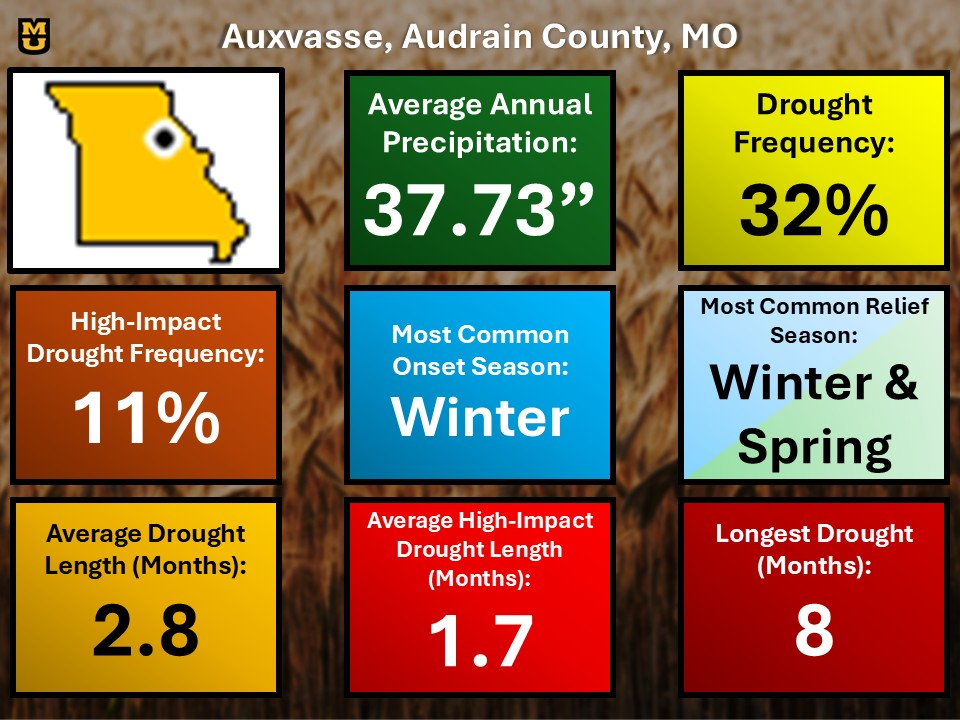 MU
Auxvasse, Audrain County, MO
Average Annual
Precipitation:
37.73”
Drought
Frequency:
32%
High-Impact
Drought Frequency:
11%
Most Common
Onset Season:
Winter
Most Common Relief
Season:
Winter &
Spring
Average Drought
Length (Months):
2.8
Average High-Impact
Drought Length
(Months):
1.7
Longest Drought
(Months):
8